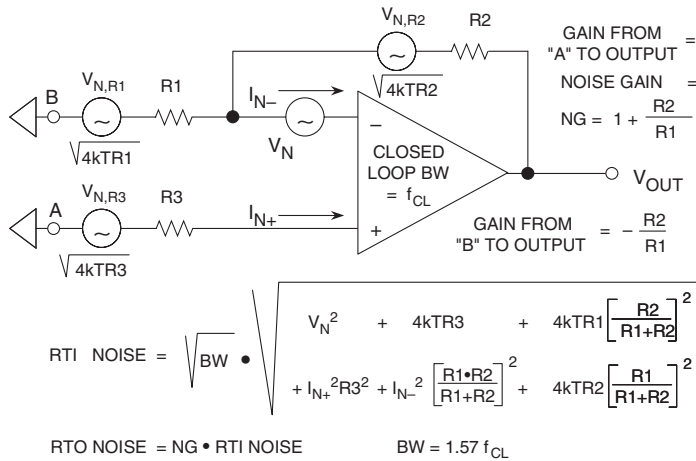 V_N,R2
R2
GAIN FROM =
"A" TO OUTPUT
NOISE GAIN =
NG = 1 + R2/R1
B
V_N,R1
R1
I_N–
√4kTR2
√4kTR1
V_N
–
CLOSED
LOOP BW
= f_CL
V_OUT
A
V_N,R3
R3
I_N+
+
√4kTR3
GAIN FROM
"B" TO OUTPUT = – R2/R1
RTI NOISE = √BW • √
V_N² + 4kTR3 + 4kTR1 [R2/(R1+R2)]²
+ I_N+² R3² + I_N–² [R1•R2/(R1+R2)]² + 4kTR2 [R1/(R1+R2)]²
RTO NOISE = NG • RTI NOISE BW = 1.57 f_CL